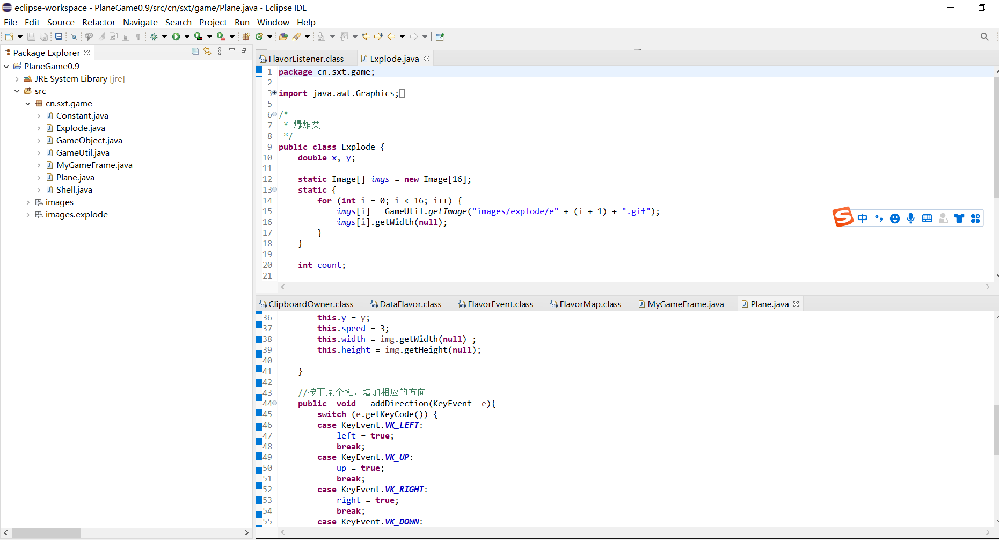 eclipse-workspace - PlaneGame0.9/src/cn/sxt/game/Plane.java - Eclipse IDE
File Edit Source Refactor Navigate Search Project Run Window Help
Package Explorer
PlaneGame0.9
JRE System Library [jre]
src
cn.sxt.game
Constant.java
Explode.java
GameObject.java
GameUtil.java
MyGameFrame.java
Plane.java
Shell.java
images
images.explode
FlavorListener.class Explode.java
1 package cn.sxt.game;
2
3 import java.awt.Graphics;
5
6 /*
7 * 爆炸类
8 */
9 public class Explode {
10 double x, y;
11
12 static Image[] imgs = new Image[16];
13 static {
14 for (int i = 0; i < 16; i++) {
15 imgs[i] = GameUtil.getImage("images/explode/e" + (i + 1) + ".gif");
16 imgs[i].getWidth(null);
17 }
18 }
19
20 int count;
21
中
ClipboardOwner.class DataFlavor.class FlavorEvent.class FlavorMap.class MyGameFrame.java Plane.java
36 this.y = y;
37 this.speed = 3;
38 this.width = img.getWidth(null) ;
39 this.height = img.getHeight(null);
40
41 }
42
43 //按下某个键，增加相应的方向
44 public void addDirection(KeyEvent e){
45 switch (e.getKeyCode()) {
46 case KeyEvent.VK_LEFT:
47 left = true;
48 break;
49 case KeyEvent.VK_UP:
50 up = true;
51 break;
52 case KeyEvent.VK_RIGHT:
53 right = true;
54 break;
55 case KeyEvent.VK_DOWN: